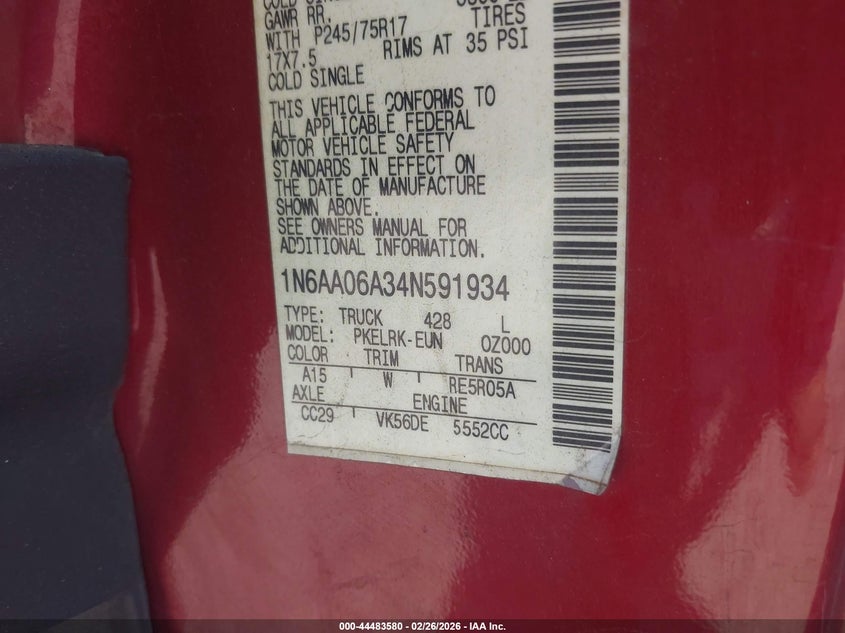 GAWR RR.
WITH P245/75R17 TIRES
17X7.5 RIMS AT 35 PSI
COLD SINGLE
THIS VEHICLE CONFORMS TO
ALL APPLICABLE FEDERAL
MOTOR VEHICLE SAFETY
STANDARDS IN EFFECT ON
THE DATE OF MANUFACTURE
SHOWN ABOVE.
SEE OWNERS MANUAL FOR
ADDITIONAL INFORMATION.
1N6AA06A34N591934
TYPE: TRUCK 428 L
MODEL: PKELRK-EUN 0Z000
COLOR TRIM TRANS
A15 W RE5R05A
AXLE ENGINE
CC29 VK56DE 5552CC
000-44483580 | 02/26/2026 – IAA Inc.